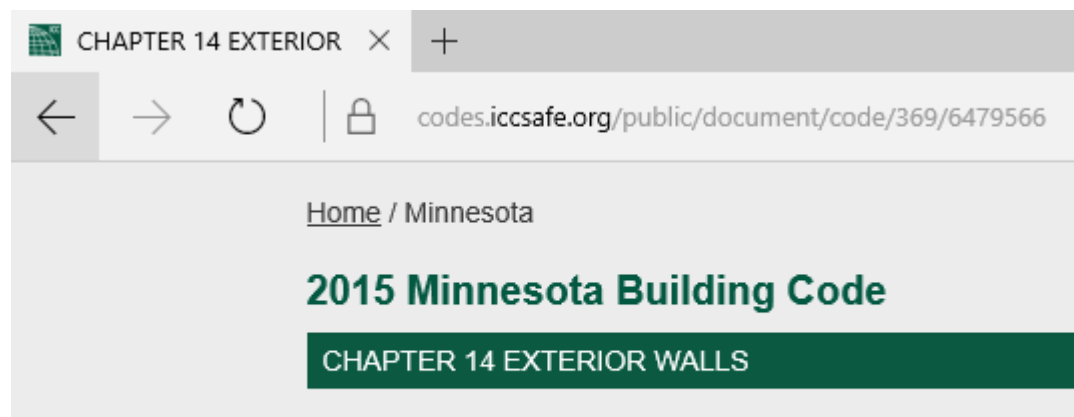 CHAPTER 14 EXTERIOR
codes.iccsafe.org/public/document/code/369/6479566
Home / Minnesota
2015 Minnesota Building Code
CHAPTER 14 EXTERIOR WALLS